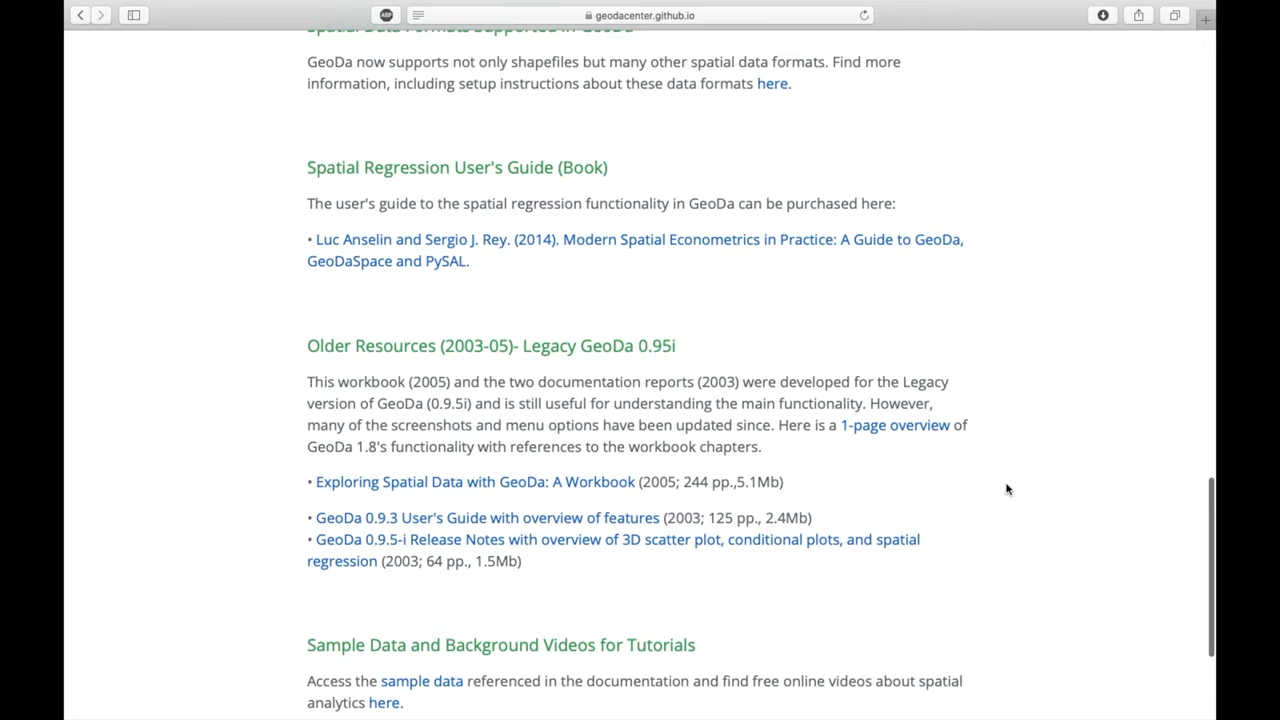 ABP
geodacenter.github.io
Spatial Data Formats Supported in GeoDa
GeoDa now supports not only shapefiles but many other spatial data formats. Find more
information, including setup instructions about these data formats here.
Spatial Regression User's Guide (Book)
The user's guide to the spatial regression functionality in GeoDa can be purchased here:
• Luc Anselin and Sergio J. Rey. (2014). Modern Spatial Econometrics in Practice: A Guide to GeoDa,
GeoDaSpace and PySAL.
Older Resources (2003-05)- Legacy GeoDa 0.95i
This workbook (2005) and the two documentation reports (2003) were developed for the Legacy
version of GeoDa (0.9.5i) and is still useful for understanding the main functionality. However,
many of the screenshots and menu options have been updated since. Here is a 1-page overview of
GeoDa 1.8's functionality with references to the workbook chapters.
• Exploring Spatial Data with GeoDa: A Workbook (2005; 244 pp.,5.1Mb)
• GeoDa 0.9.3 User's Guide with overview of features (2003; 125 pp., 2.4Mb)
• GeoDa 0.9.5-i Release Notes with overview of 3D scatter plot, conditional plots, and spatial
regression (2003; 64 pp., 1.5Mb)
Sample Data and Background Videos for Tutorials
Access the sample data referenced in the documentation and find free online videos about spatial
analytics here.